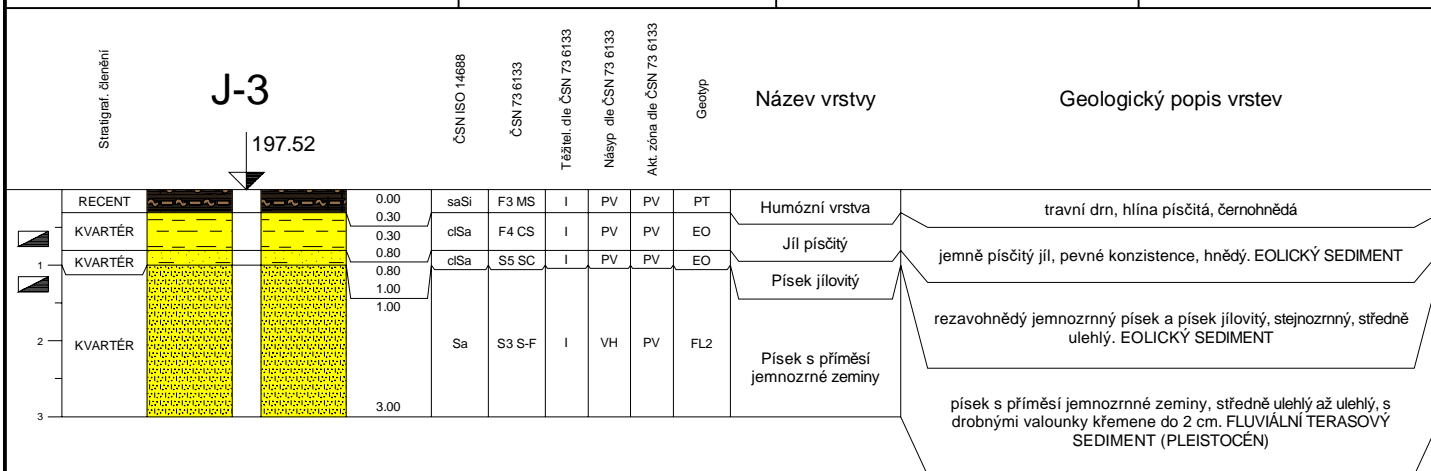 Stratigraf. členění
J-3
197.52
ČSN ISO 14688
ČSN 73 6133
Těžitel. dle ČSN 73 6133
Násyp dle ČSN 73 6133
Akt. zóna dle ČSN 73 6133
Geotyp
Název vrstvy
Geologický popis vrstev
RECENT
0.00
0.30
saSi
F3 MS
I
PV
PV
PT
Humózní vrstva
travní drn, hlína písčitá, černohnědá
KVARTÉR
0.30
0.80
clSa
F4 CS
I
PV
PV
EO
Jíl písčitý
jemně písčitý jíl, pevné konzistence, hnědý. EOLICKÝ SEDIMENT
1
KVARTÉR
0.80
1.00
clSa
S5 SC
I
PV
PV
EO
Písek jílovitý
rezavohnědý jemnozrnný písek a písek jílovitý, stejnozrnný, středně
ulehlý. EOLICKÝ SEDIMENT
2
3
KVARTÉR
1.00
3.00
Sa
S3 S-F
I
VH
PV
FL2
Písek s příměsí
jemnozrné zeminy
písek s příměsí jemnozrnné zeminy, středně ulehlý až ulehlý, s
drobnými valounky křemene do 2 cm. FLUVIÁLNÍ TERASOVÝ
SEDIMENT (PLEISTOCÉN)